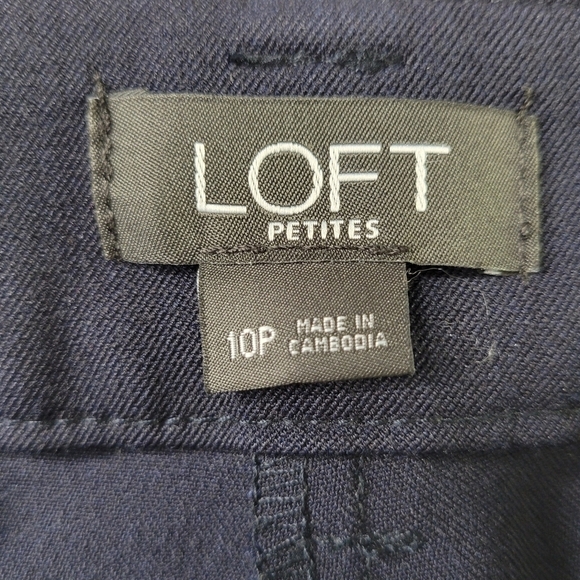 LOFT
PETITES
10P
MADE IN
CAMBODIA